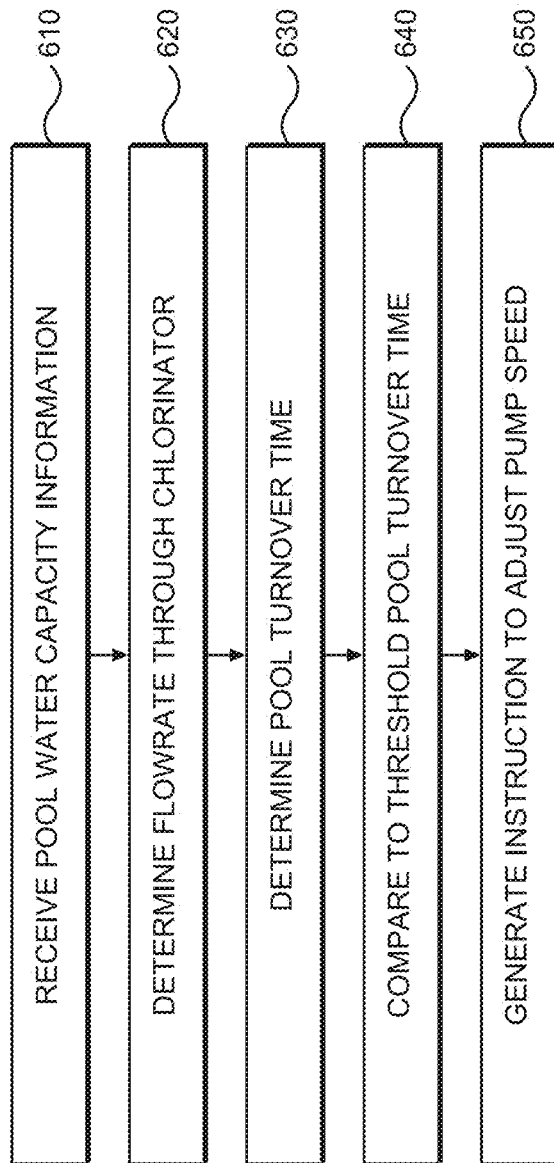 RECEIVE POOL WATER CAPACITY INFORMATION
610
DETERMINE FLOWRATE THROUGH CHLORINATOR
620
DETERMINE POOL TURNOVER TIME
630
COMPARE TO THRESHOLD POOL TURNOVER TIME
640
GENERATE INSTRUCTION TO ADJUST PUMP SPEED
650